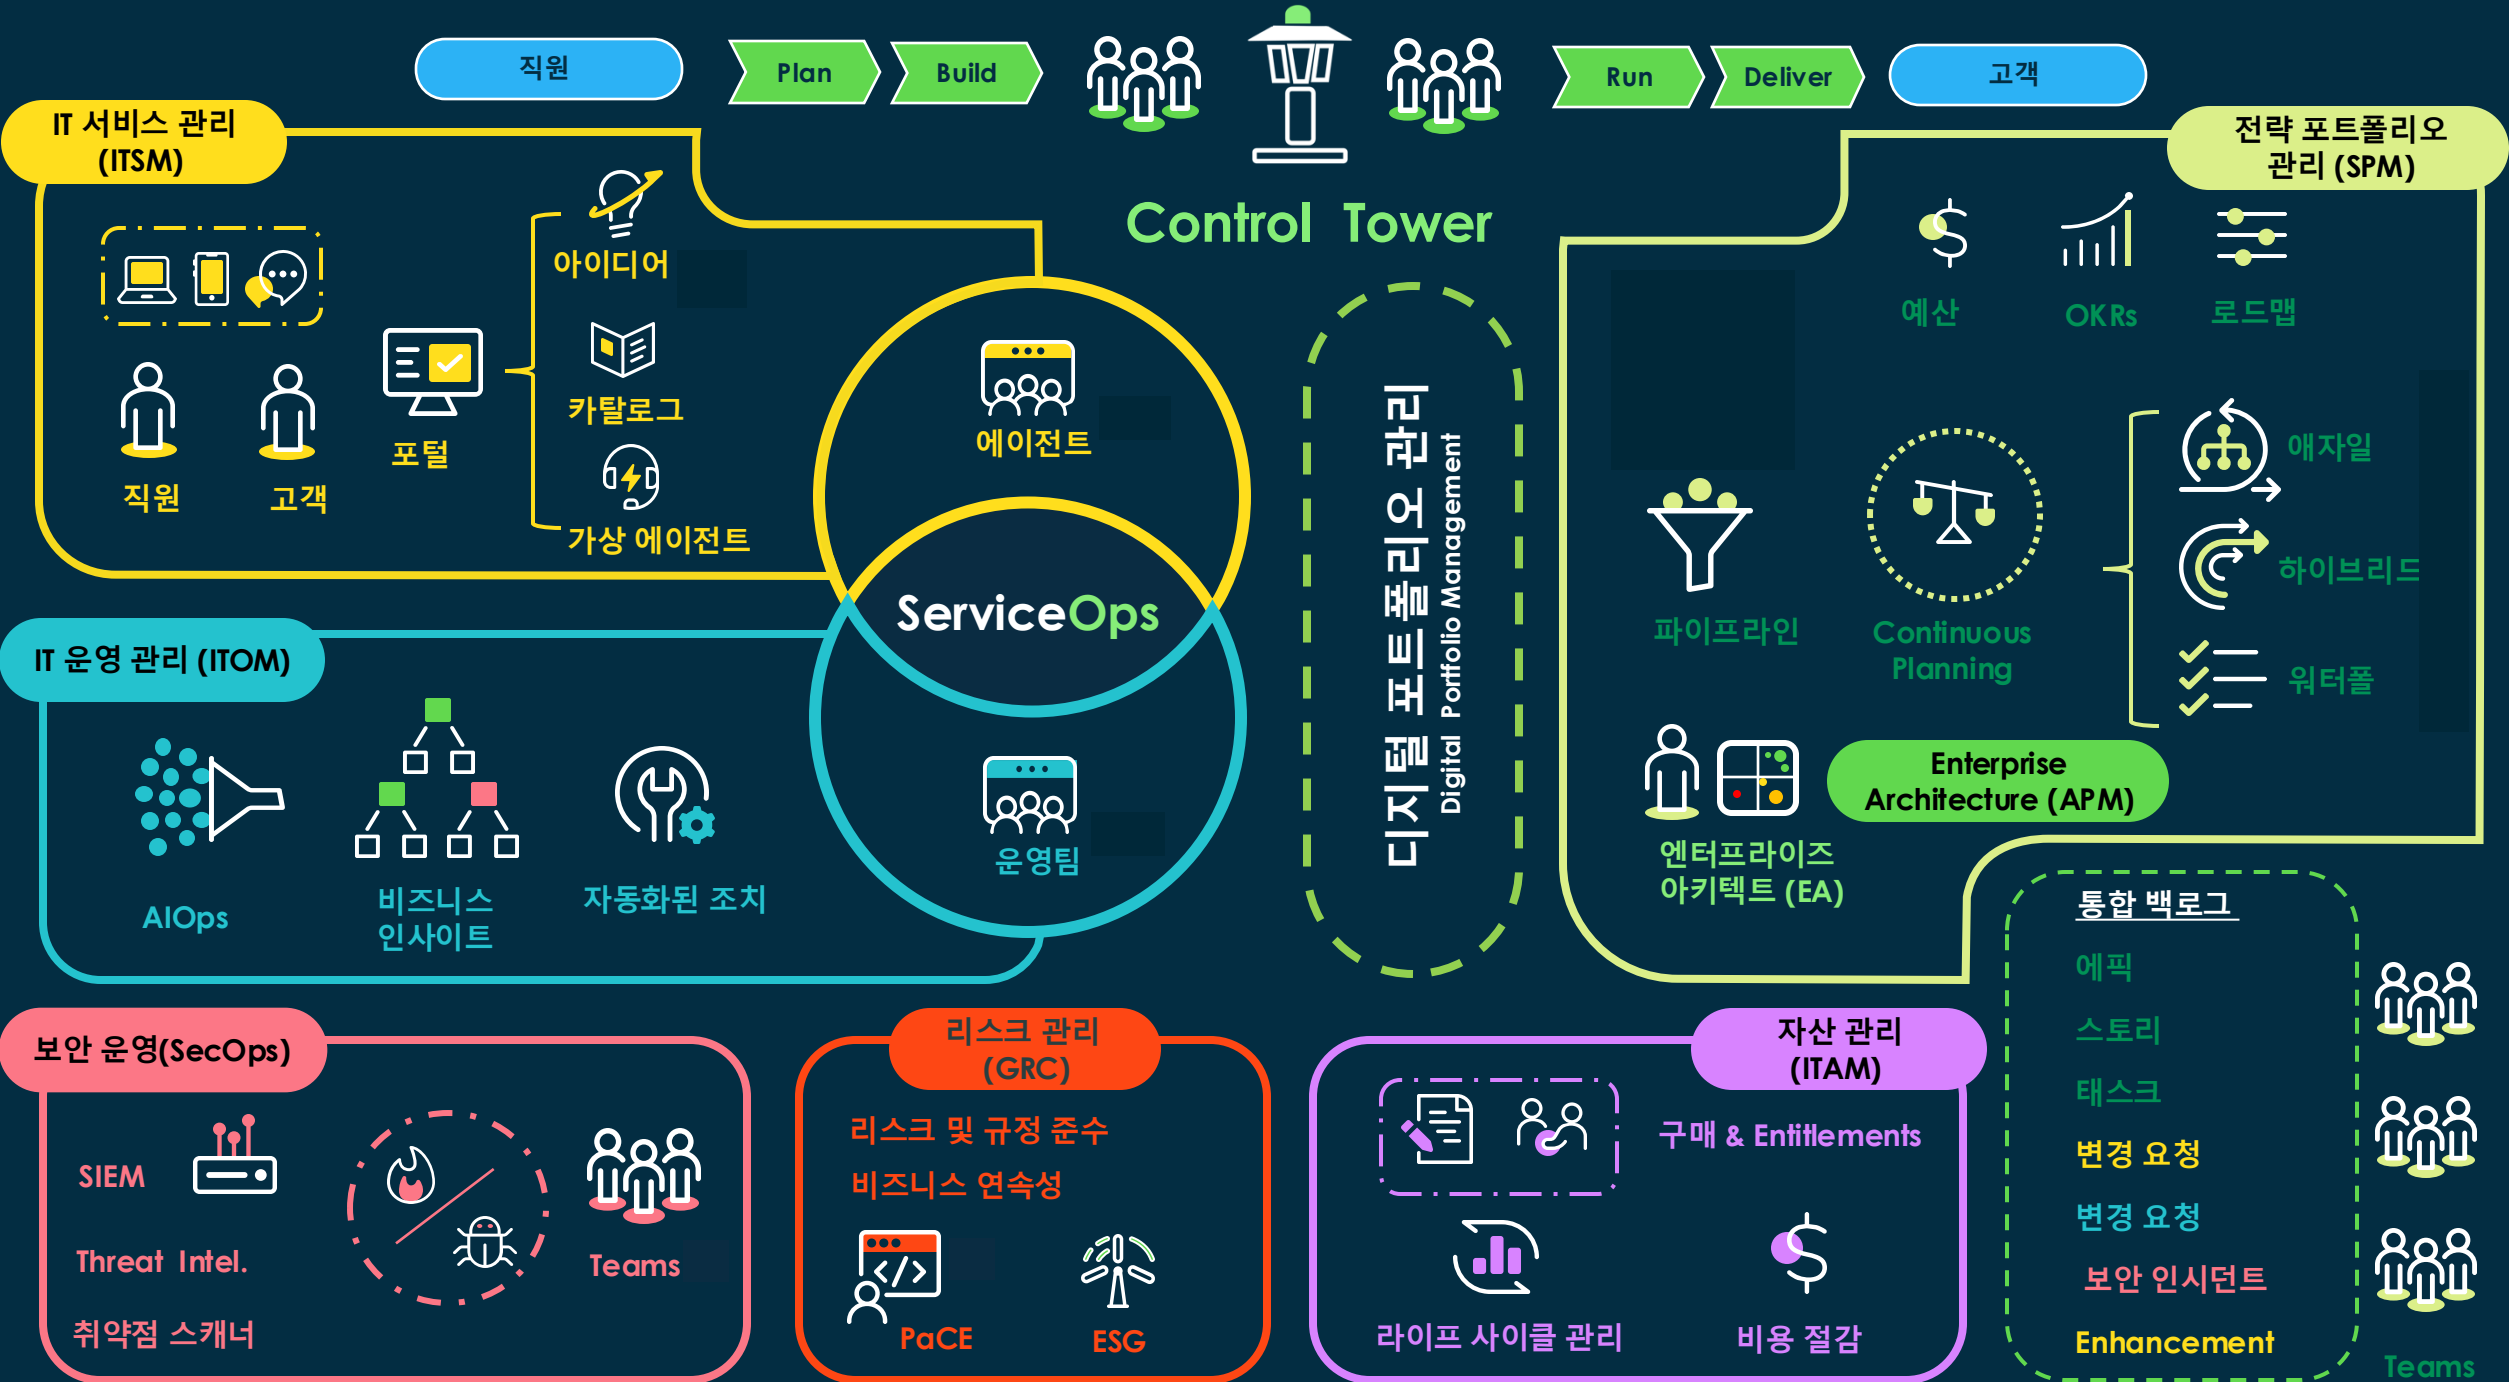 직원
Plan
Build
Run
Deliver
고객
Control Tower
IT 서비스 관리
(ITSM)
아이디어
카탈로그
가상 에이전트
포털
직원
고객
에이전트
ServiceOps
운영팀
IT 운영 관리 (ITOM)
AIOps
비즈니스
인사이트
자동화된 조치
디지털 포트폴리오 관리
Digital Portfolio Management
전략 포트폴리오
관리 (SPM)
예산
OKRs
로드맵
파이프라인
Continuous
Planning
애자일
하이브리드
워터폴
엔터프라이즈
아키텍트 (EA)
Enterprise
Architecture (APM)
보안 운영(SecOps)
SIEM
Threat Intel.
취약점 스캐너
Teams
리스크 관리
(GRC)
리스크 및 규정 준수
비즈니스 연속성
PaCE
ESG
자산 관리
(ITAM)
구매 & Entitlements
라이프 사이클 관리
비용 절감
통합 백로그
에픽
스토리
태스크
변경 요청
변경 요청
보안 인시던트
Enhancement
Teams